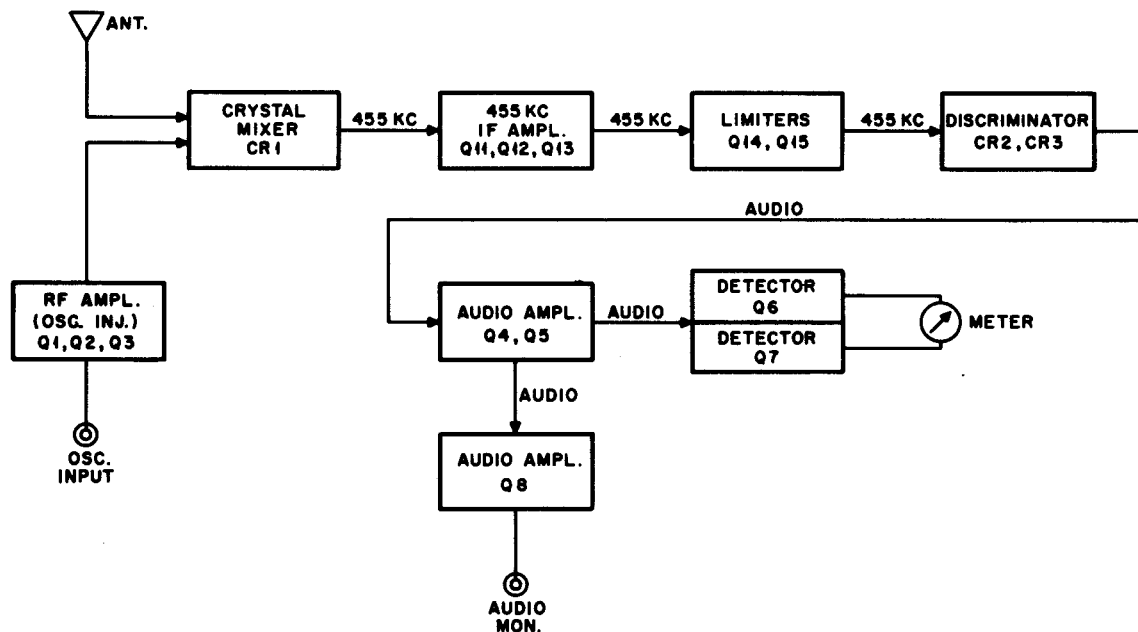 ANT.
CRYSTAL
MIXER
CR1
455 KC
455 KC
IF AMPL.
Q11, Q12, Q13
455 KC
LIMITERS
Q14, Q15
455 KC
DISCRIMINATOR
CR2, CR3
AUDIO
RF AMPL.
(OSC. INJ.)
Q1, Q2, Q3
OSC.
INPUT
AUDIO AMPL.
Q4, Q5
AUDIO
DETECTOR
Q6
DETECTOR
Q7
METER
AUDIO
AUDIO AMPL.
Q8
AUDIO
MON.